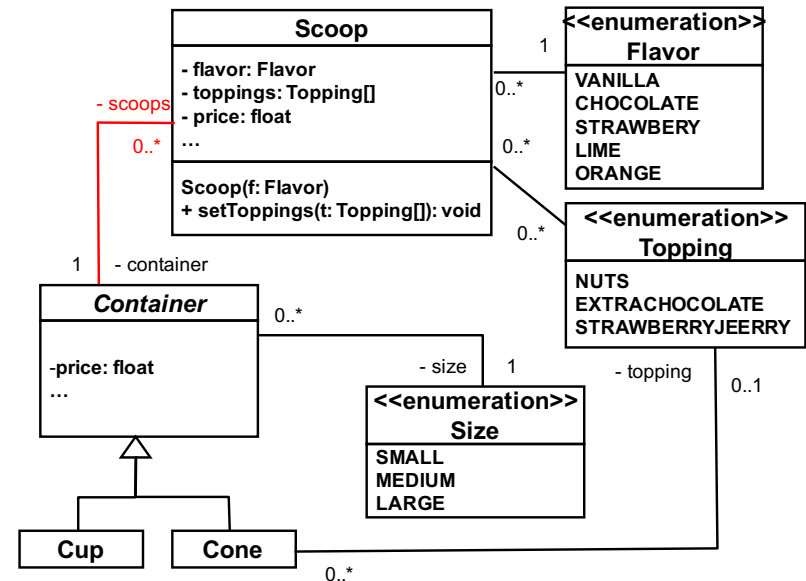 Scoop
- flavor: Flavor
- toppings: Topping[]
- price: float
...
Scoop(f: Flavor)
+ setToppings(t: Topping[]): void
<<enumeration>>
Flavor
VANILLA
CHOCOLATE
STRAWBERY
LIME
ORANGE
1
0..*
- scoops
0..*
0..*
0..*
<<enumeration>>
Topping
NUTS
EXTRACHOCOLATE
STRAWBERRYJEERRY
1
- container
Container
-price: float
...
0..*
- size
1
<<enumeration>>
Size
SMALL
MEDIUM
LARGE
- topping
0..1
Cup
Cone
0..*